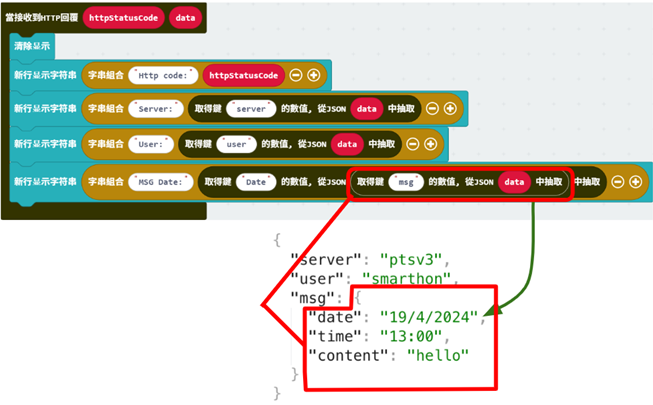 當接收到HTTP回覆 httpStatusCode data
清除显示
新行显示字符串 字串組合 "Http code:" httpStatusCode
新行显示字符串 字串組合 "Server:" 取得鍵 "server" 的數值, 從JSON data 中抽取
新行显示字符串 字串組合 "User:" 取得鍵 "user" 的數值, 從JSON data 中抽取
新行显示字符串 字串組合 "MSG Date:" 取得鍵 "Date" 的數值, 從JSON 取得鍵 "msg" 的數值, 從JSON data 中抽取 中抽取
{
"server": "ptsv3",
"user": "smarthon",
"msg": {
"date": "19/4/2024",
"time": "13:00",
"content": "hello"
}
}